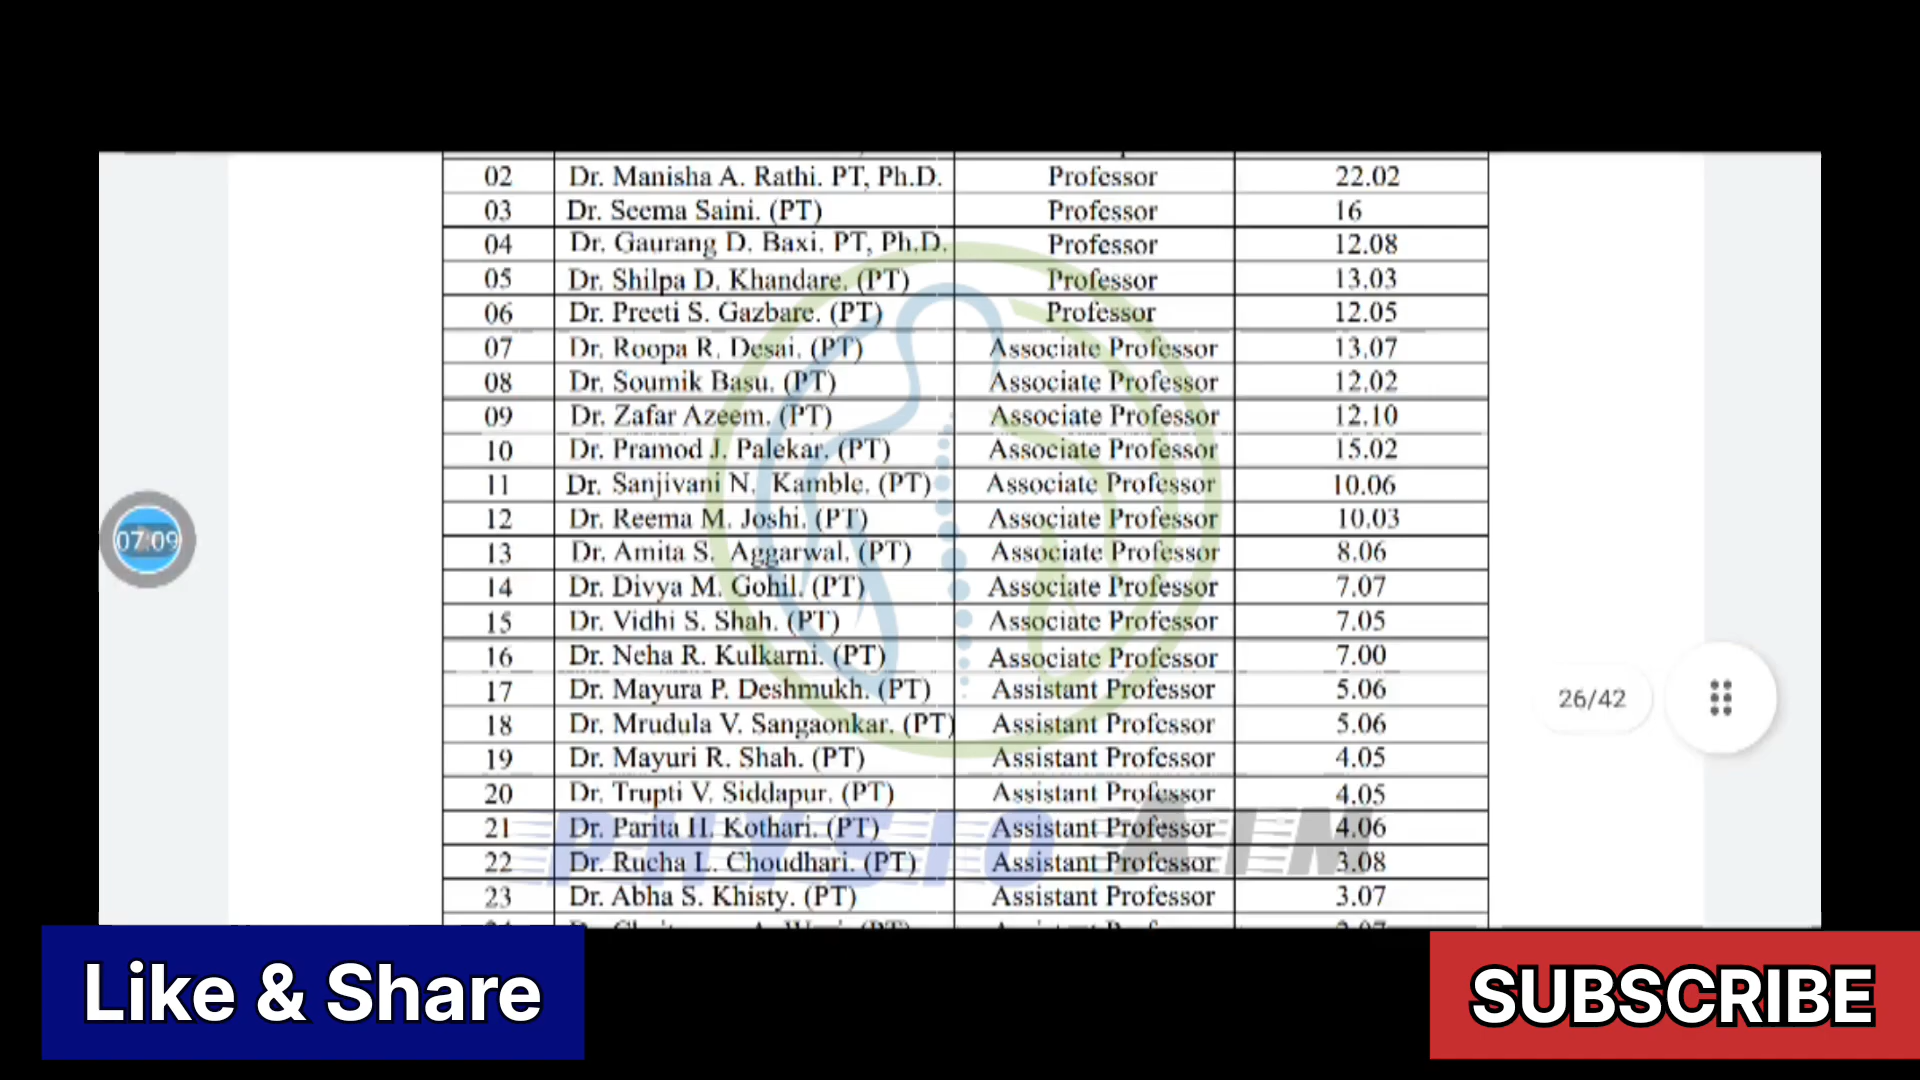 02 Dr. Manisha A. Rathi. PT, Ph.D. Professor 22.02
03 Dr. Seema Saini. (PT) Professor 16
04 Dr. Gaurang D. Baxi. PT, Ph.D. Professor 12.08
05 Dr. Shilpa D. Khandare. (PT) Professor 13.03
06 Dr. Preeti S. Gazbare. (PT) Professor 12.05
07 Dr. Roopa R. Desai. (PT) Associate Professor 13.07
08 Dr. Soumik Basu. (PT) Associate Professor 12.02
09 Dr. Zafar Azeem. (PT) Associate Professor 12.10
10 Dr. Pramod J. Palekar. (PT) Associate Professor 15.02
11 Dr. Sanjivani N. Kamble. (PT) Associate Professor 10.06
12 Dr. Reema M. Joshi. (PT) Associate Professor 10.03
13 Dr. Amita S. Aggarwal. (PT) Associate Professor 8.06
14 Dr. Divya M. Gohil. (PT) Associate Professor 7.07
15 Dr. Vidhi S. Shah. (PT) Associate Professor 7.05
16 Dr. Neha R. Kulkarni. (PT) Associate Professor 7.00
17 Dr. Mayura P. Deshmukh. (PT) Assistant Professor 5.06
18 Dr. Mrudula V. Sangaonkar. (PT) Assistant Professor 5.06
19 Dr. Mayuri R. Shah. (PT) Assistant Professor 4.05
20 Dr. Trupti V. Siddapur. (PT) Assistant Professor 4.05
21 Dr. Parita H. Kothari. (PT) Assistant Professor 4.06
22 Dr. Rucha L. Choudhari. (PT) Assistant Professor 3.08
23 Dr. Abha S. Khisty. (PT) Assistant Professor 3.07
PHYSIO AIM
07:09
26/42
Like & Share
SUBSCRIBE